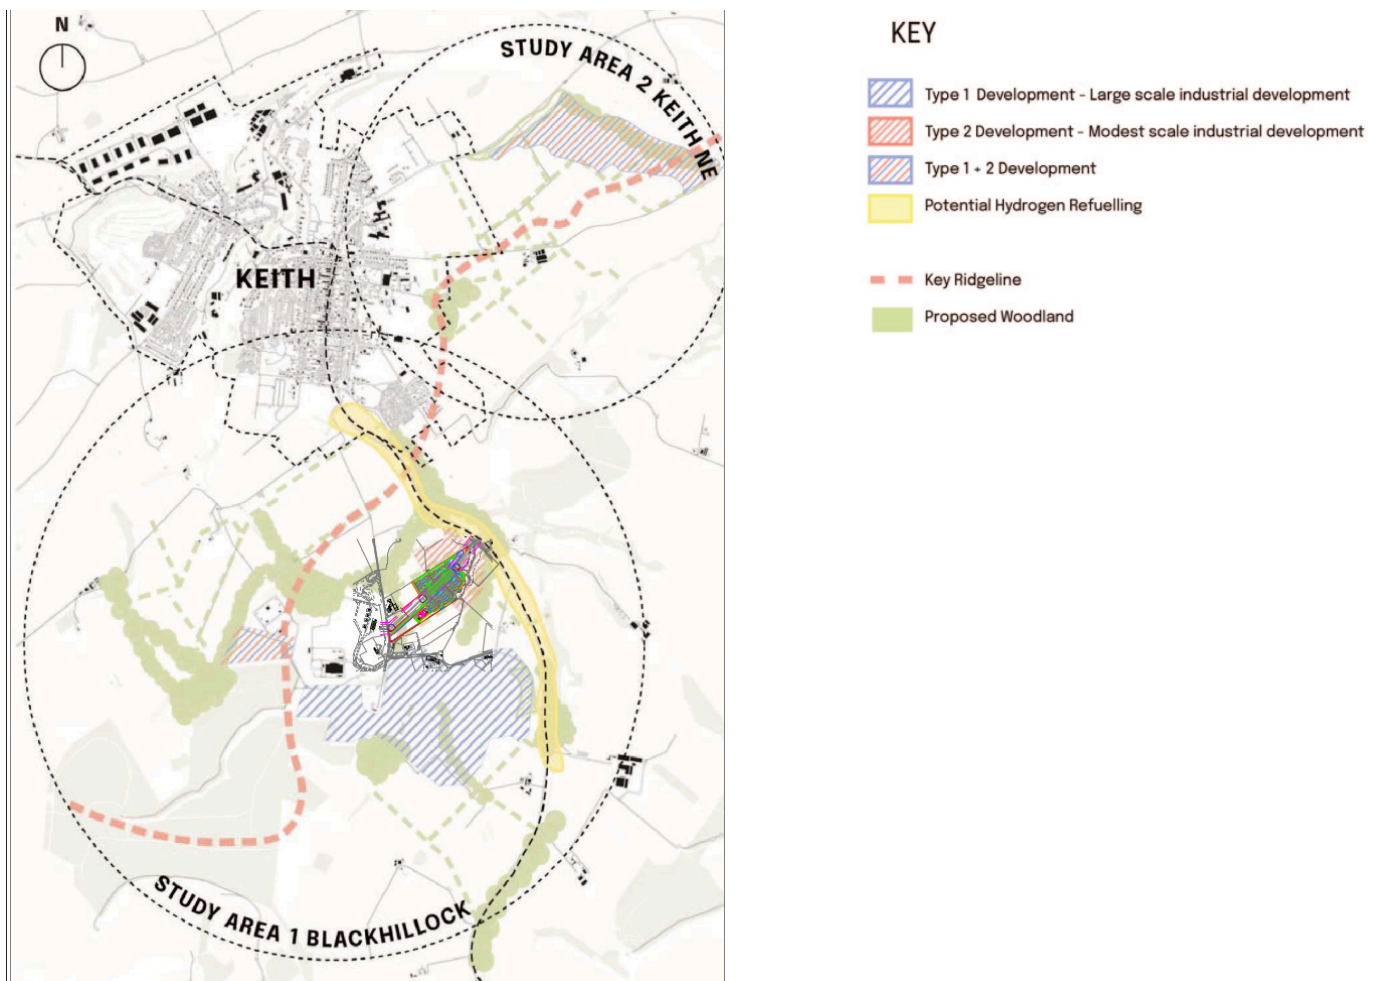 N
STUDY AREA 2 KEITH NE
KEITH
STUDY AREA 1 BLACKHILLOCK
KEY
Type 1 Development - Large scale industrial development
Type 2 Development - Modest scale industrial development
Type 1 + 2 Development
Potential Hydrogen Refuelling
Key Ridgeline
Proposed Woodland